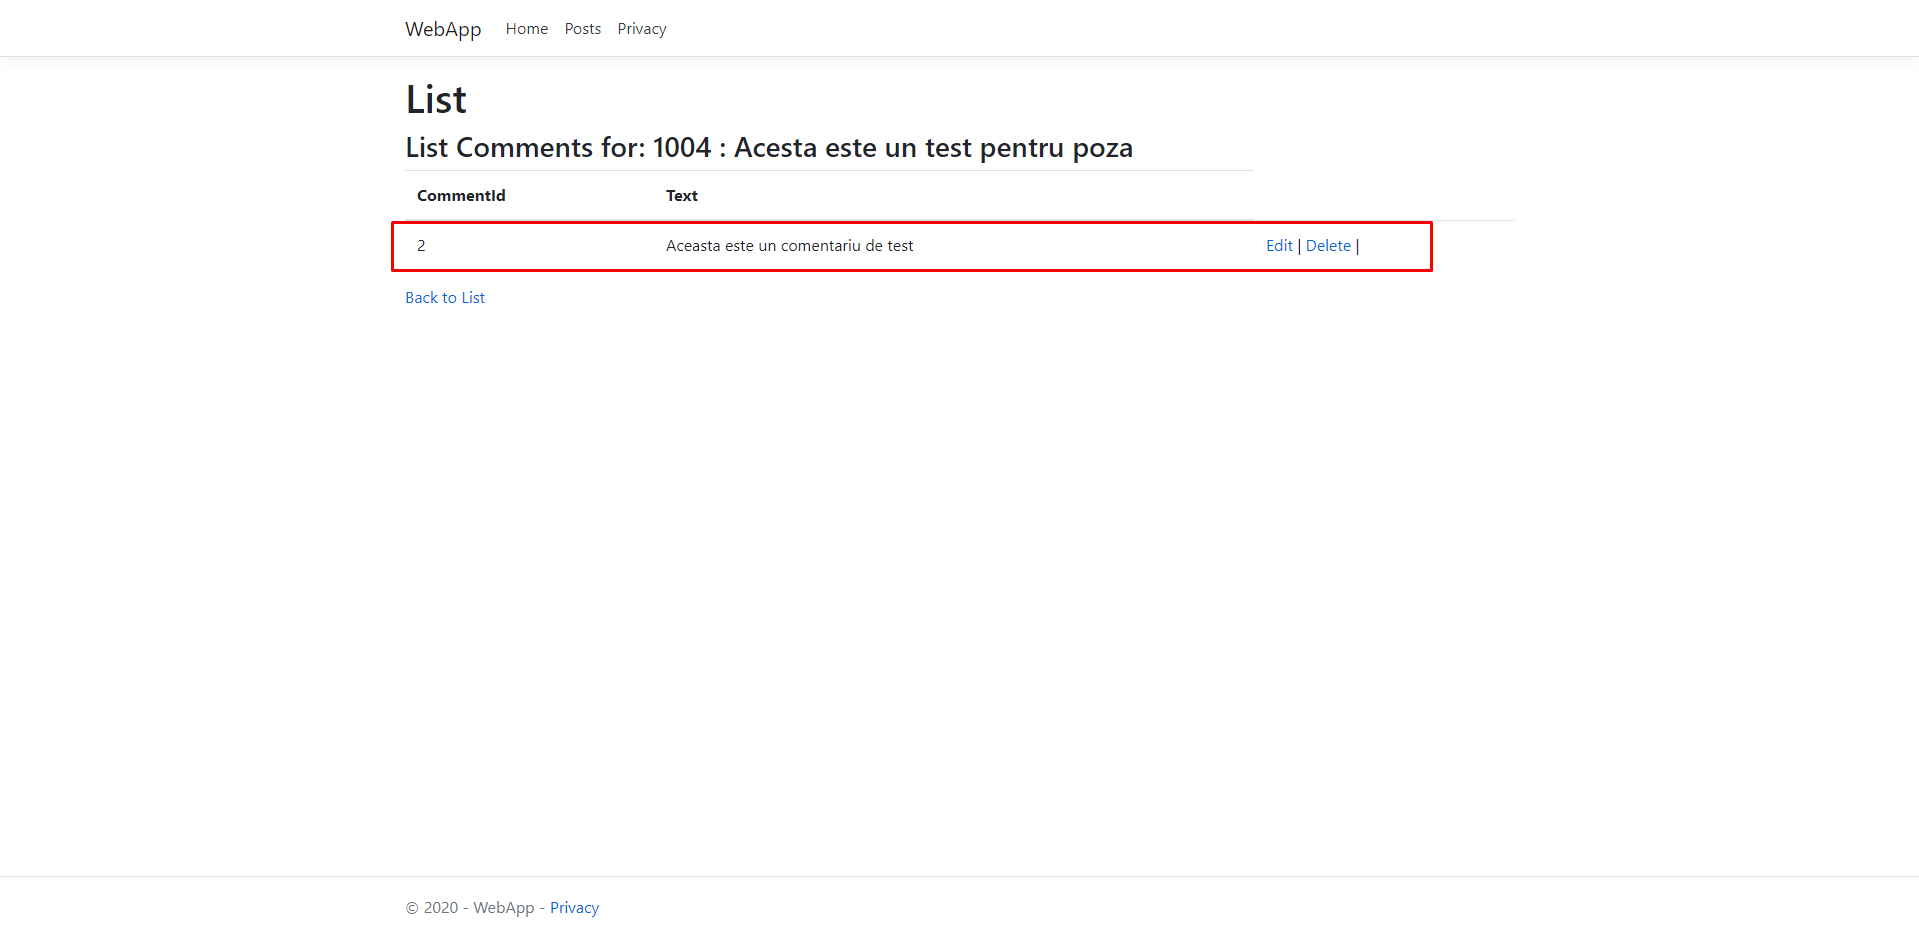 WebApp Home Posts Privacy
List
List Comments for: 1004 : Acesta este un test pentru poza
CommentId Text
2 Aceasta este un comentariu de test Edit | Delete |
Back to List
© 2020 - WebApp - Privacy